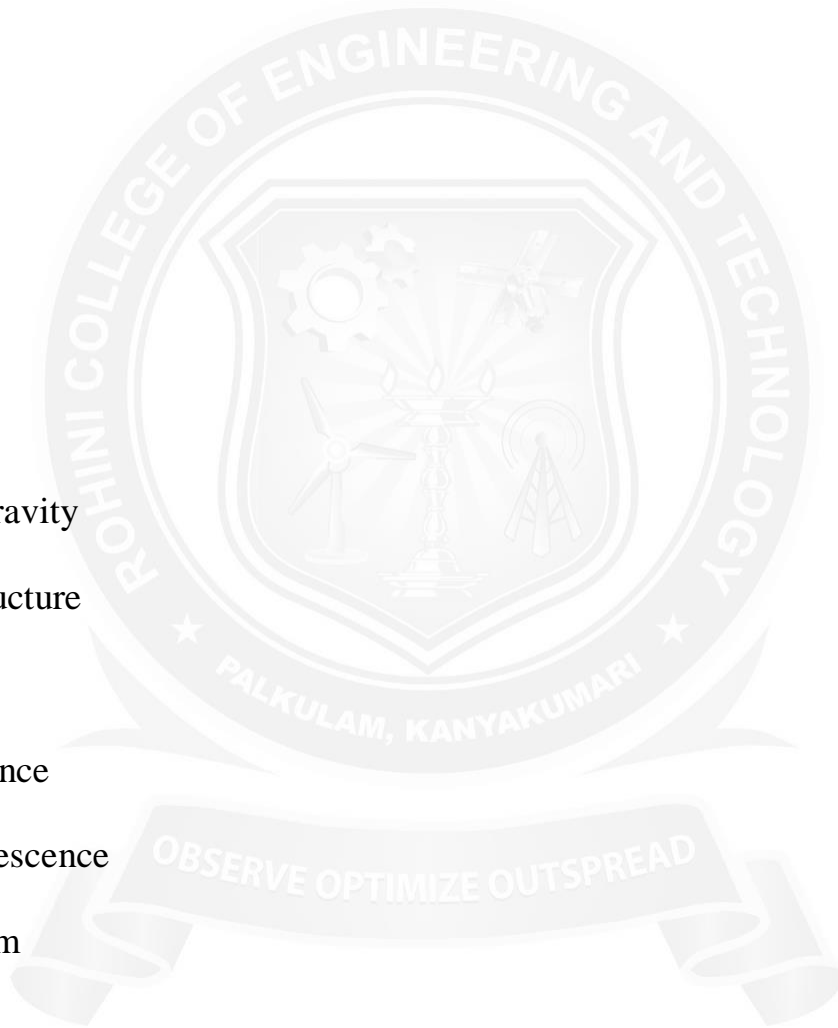 ROHINI COLLEGE OF ENGINEERING AND TECHNOLOGY
ravity
ucture
PALKULAM, KANYAKUMARI
nce
escence
OBSERVE OPTIMIZE OUTSPREAD
m